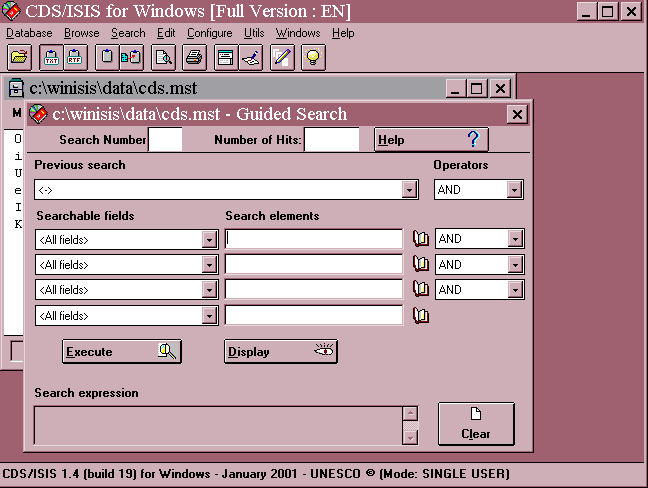 CDS/ISIS for Windows [Full Version : EN]
Database Browse Search Edit Configure Utils Windows Help
TXT RTF
c:\winisis\data\cds.mst
M
c:\winisis\data\cds.mst - Guided Search
O
i
U
e
I
K
Search Number Number of Hits: Help ?
Previous search Operators
<-> AND
Searchable fields Search elements
<All fields> AND
<All fields> AND
<All fields> AND
<All fields>
Execute Display
Search expression
Clear
CDS/ISIS 1.4 (build 19) for Windows - January 2001 - UNESCO © (Mode: SINGLE USER)